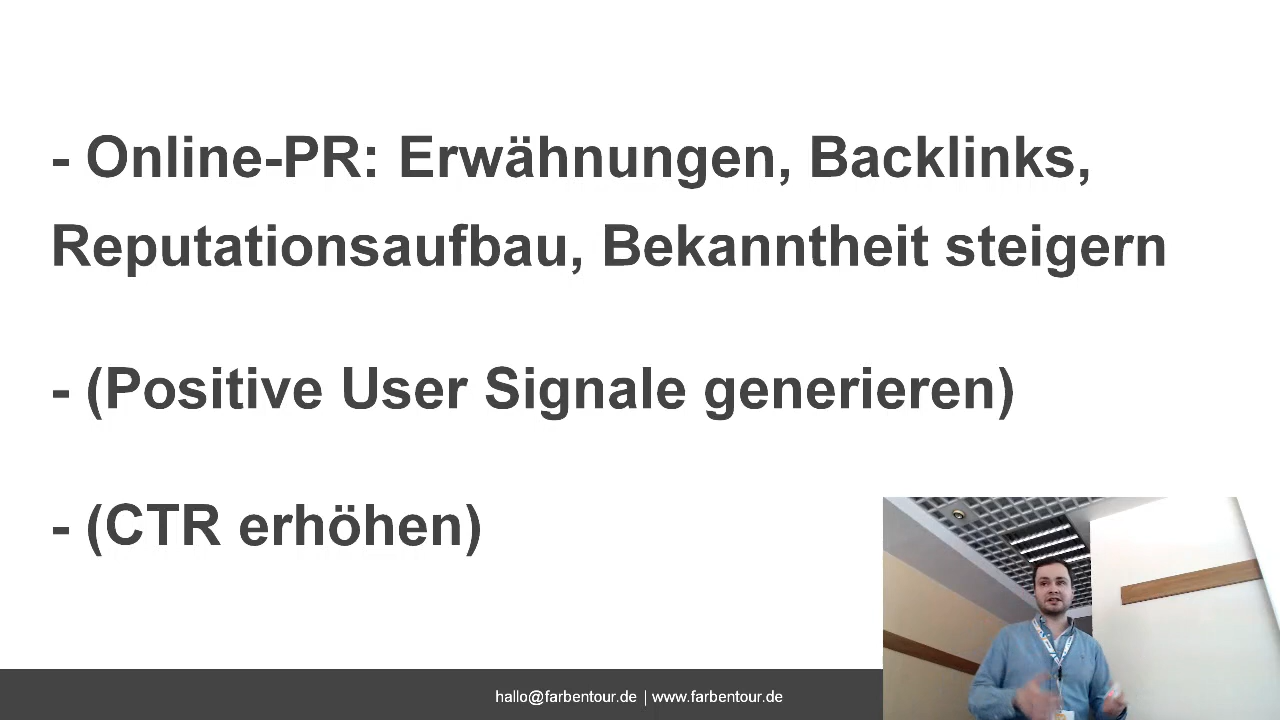 - Online-PR: Erwähnungen, Backlinks,
Reputationsaufbau, Bekanntheit steigern
- (Positive User Signale generieren)
- (CTR erhöhen)
hallo@farbentour.de | www.farbentour.de